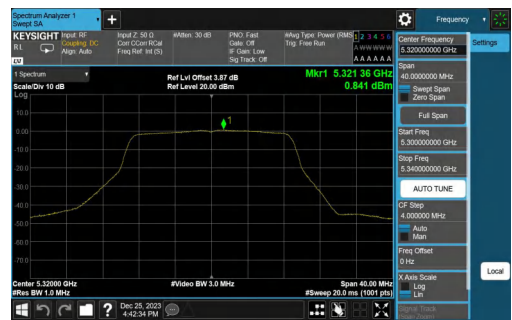 Spectrum Analyzer 1
Swept SA
Frequency
KEYSIGHT
RL
LV
Input: RF
Coupling: DC
Align: Auto
Input Z: 50 Ω
Corr CCorr RCal
Freq Ref: Int (S)
#Atten: 30 dB
PNO: Fast
Gate: Off
IF Gain: Low
Sig Track: Off
#Avg Type: Power (RMS
Trig: Free Run
1 2 3 4 5 6
A W W W W W
A A A A A A
1 Spectrum
Scale/Div 10 dB
Log
Ref Lvl Offset 3.87 dB
Ref Level 20.00 dBm
Mkr1 5.321 36 GHz
0.841 dBm
1
10.0
0.00
-10.0
-20.0
-30.0
-40.0
-50.0
-60.0
-70.0
Center 5.32000 GHz
#Res BW 1.0 MHz
#Video BW 3.0 MHz
Span 40.00 MHz
#Sweep 20.0 ms (1001 pts)
Center Frequency
5.320000000 GHz
Settings
Span
40.0000000 MHz
Swept Span
Zero Span
Full Span
Start Freq
5.300000000 GHz
Stop Freq
5.340000000 GHz
AUTO TUNE
CF Step
4.000000 MHz
Auto
Man
Freq Offset
0 Hz
X Axis Scale
Log
Lin
Signal Track
(Span Zoom)
Local
?
Dec 25, 2023
4:42:34 PM